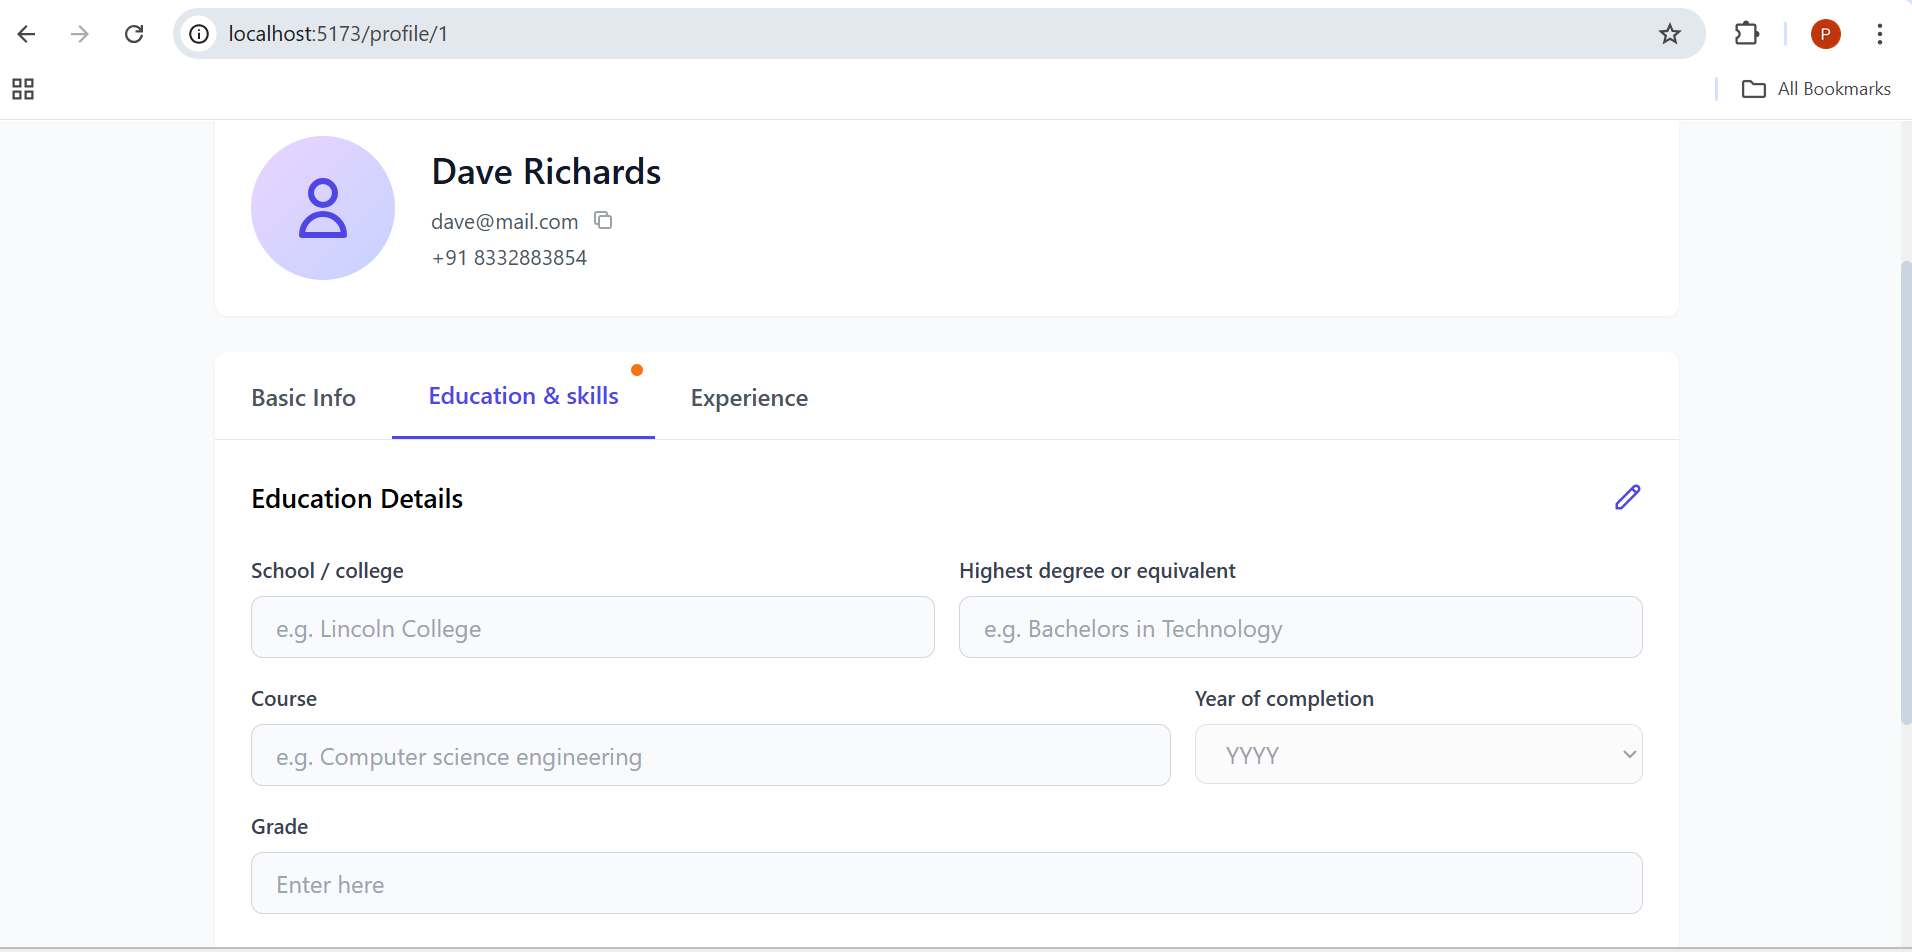 localhost:5173/profile/1
P
All Bookmarks
Dave Richards
dave@mail.com
+91 8332883854
Basic Info
Education & skills
Experience
Education Details
School / college
Highest degree or equivalent
e.g. Lincoln College
e.g. Bachelors in Technology
Course
Year of completion
e.g. Computer science engineering
YYYY
Grade
Enter here